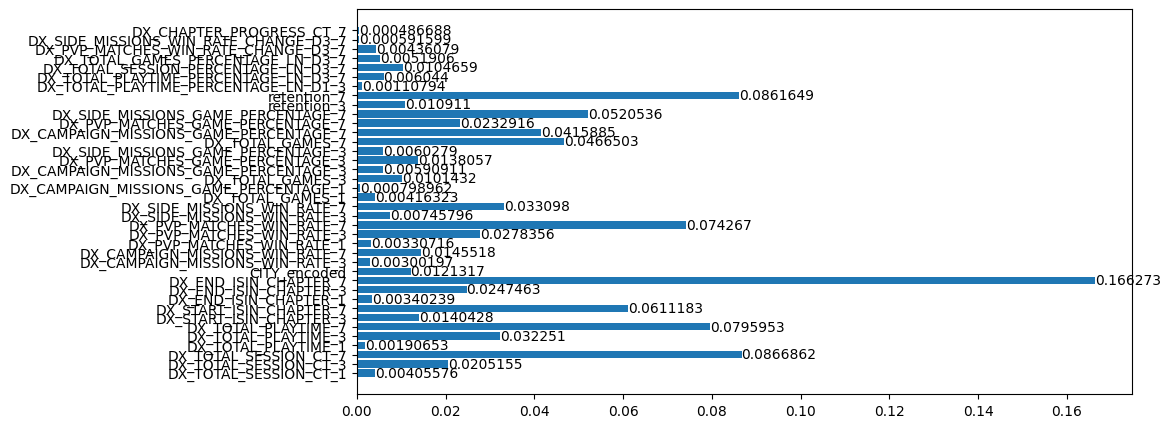 DX_CHAPTER_PROGRESS_CT_7 0.000486688
DX_SIDE_MISSIONS_WIN_RATE_CHANGE_D3_7 0.000591599
DX_PVP_MATCHES_WIN_RATE_CHANGE_D3_7 0.00436079
DX_TOTAL_GAMES_PERCENTAGE_LN_D3_7 0.0051906
DX_TOTAL_SESSION_PERCENTAGE_LN_D3_7 0.0104659
DX_TOTAL_PLAYTIME_PERCENTAGE_LN_D3_7 0.006044
DX_TOTAL_PLAYTIME_PERCENTAGE_LN_D1_3 0.00110794
retention_7 0.0861649
retention_3 0.010911
DX_SIDE_MISSIONS_GAME_PERCENTAGE_7 0.0520536
DX_PVP_MATCHES_GAME_PERCENTAGE_7 0.0232916
DX_CAMPAIGN_MISSIONS_GAME_PERCENTAGE_7 0.0415885
DX_TOTAL_GAMES_7 0.0466503
DX_SIDE_MISSIONS_GAME_PERCENTAGE_3 0.0060279
DX_PVP_MATCHES_GAME_PERCENTAGE_3 0.0138057
DX_CAMPAIGN_MISSIONS_GAME_PERCENTAGE_3 0.00590911
DX_TOTAL_GAMES_3 0.0101432
DX_CAMPAIGN_MISSIONS_GAME_PERCENTAGE_1 0.000798962
DX_TOTAL_GAMES_1 0.00416323
DX_SIDE_MISSIONS_WIN_RATE_7 0.033098
DX_SIDE_MISSIONS_WIN_RATE_3 0.00745796
DX_PVP_MATCHES_WIN_RATE_7 0.074267
DX_PVP_MATCHES_WIN_RATE_3 0.0278356
DX_PVP_MATCHES_WIN_RATE_1 0.00330716
DX_CAMPAIGN_MISSIONS_WIN_RATE_7 0.0145518
DX_CAMPAIGN_MISSIONS_WIN_RATE_3 0.00300197
CITY_encoded 0.0121317
DX_END_ISIN_CHAPTER_7 0.166273
DX_END_ISIN_CHAPTER_3 0.0247463
DX_END_ISIN_CHAPTER_1 0.00340239
DX_START_ISIN_CHAPTER_7 0.0611183
DX_START_ISIN_CHAPTER_3 0.0140428
DX_TOTAL_PLAYTIME_7 0.0795953
DX_TOTAL_PLAYTIME_3 0.032251
DX_TOTAL_PLAYTIME_1 0.00190653
DX_TOTAL_SESSION_CT_7 0.0866862
DX_TOTAL_SESSION_CT_3 0.0205155
DX_TOTAL_SESSION_CT_1 0.00405576
0.00 0.02 0.04 0.06 0.08 0.10 0.12 0.14 0.16